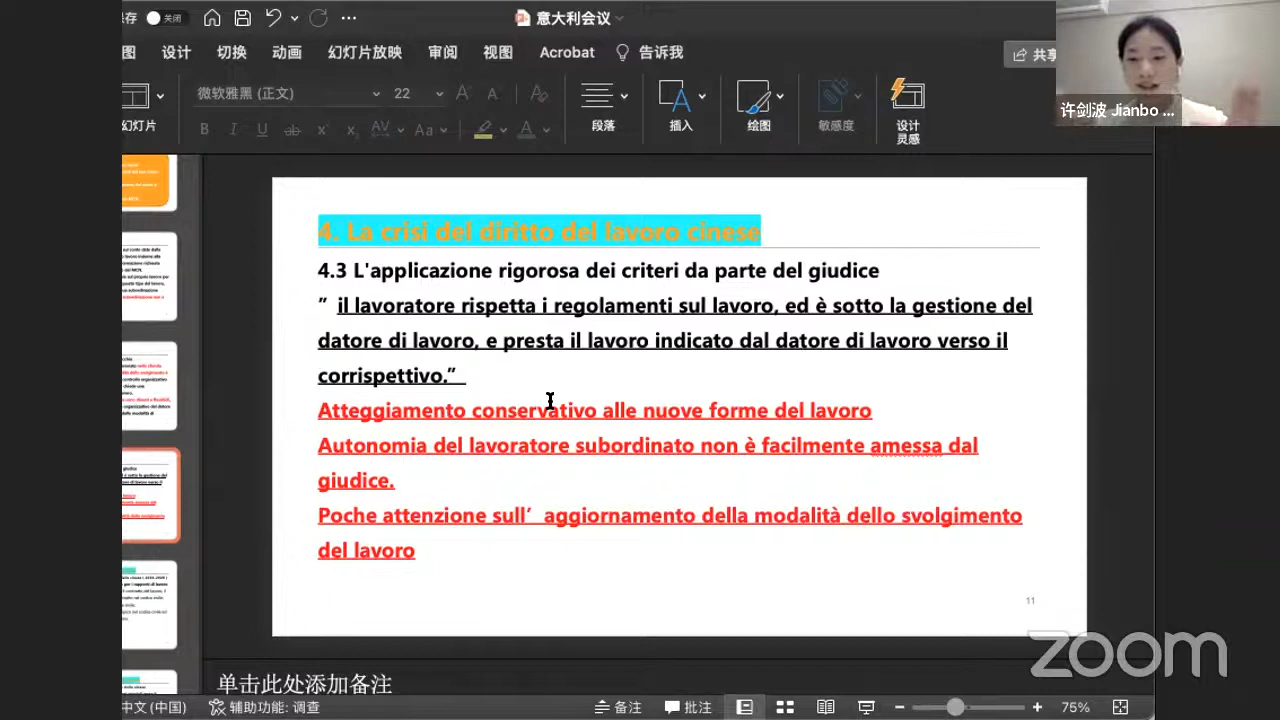 存 关闭 意大利会议
图 设计 切换 动画 幻灯片放映 审阅 视图 Acrobat 告诉我 共享
微软雅黑 (正文) 22
幻灯片 段落 插入 绘图 敏感度 设计
灵感
许剑波 Jianbo ...
4. La crisi del diritto del lavoro cinese
4.3 L'applicazione rigorosa dei criteri da parte del giudice
” il lavoratore rispetta i regolamenti sul lavoro, ed è sotto la gestione del
datore di lavoro, e presta il lavoro indicato dal datore di lavoro verso il
corrispettivo.”
Atteggiamento conservativo alle nuove forme del lavoro
Autonomia del lavoratore subordinato non è facilmente amessa dal
giudice.
Poche attenzione sull’ aggiornamento della modalità dello svolgimento
del lavoro
11
zoom
单击此处添加备注
中文(中国) 辅助功能: 调查 备注 批注 75%